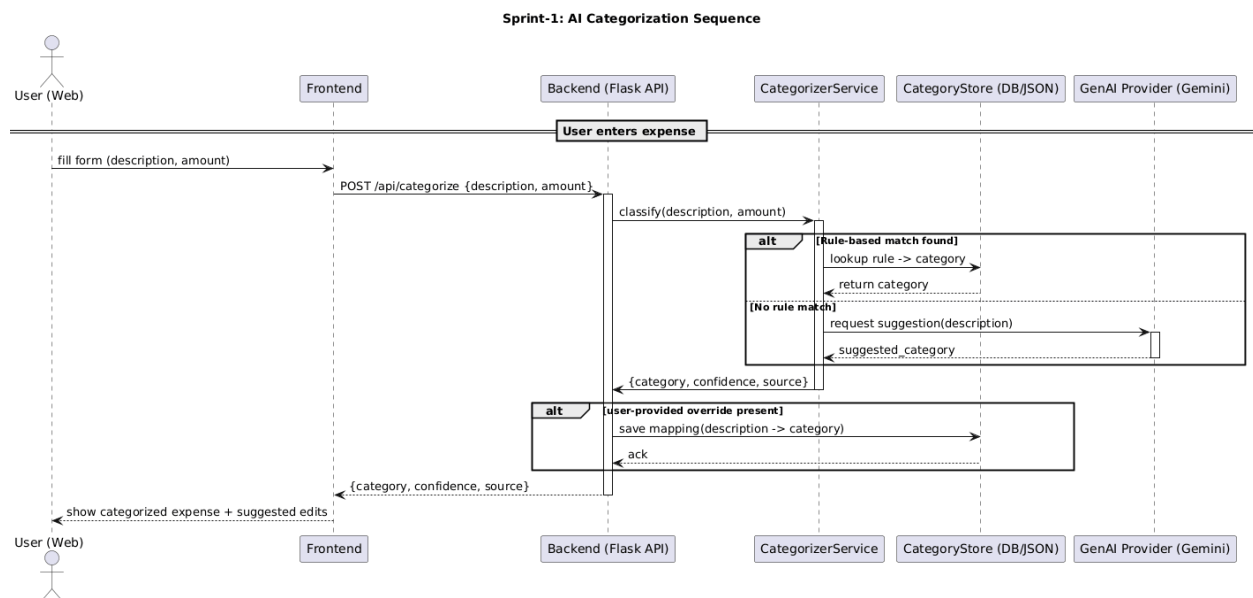 Sprint-1: AI Categorization Sequence
User (Web)
Frontend
Backend (Flask API)
CategorizerService
CategoryStore (DB/JSON)
GenAI Provider (Gemini)
User enters expense
fill form (description, amount)
POST /api/categorize {description, amount}
classify(description, amount)
alt
[Rule-based match found]
lookup rule -> category
return category
[No rule match]
request suggestion(description)
suggested_category
{category, confidence, source}
alt
[user-provided override present]
save mapping(description -> category)
ack
{category, confidence, source}
show categorized expense + suggested edits
User (Web)
Frontend
Backend (Flask API)
CategorizerService
CategoryStore (DB/JSON)
GenAI Provider (Gemini)